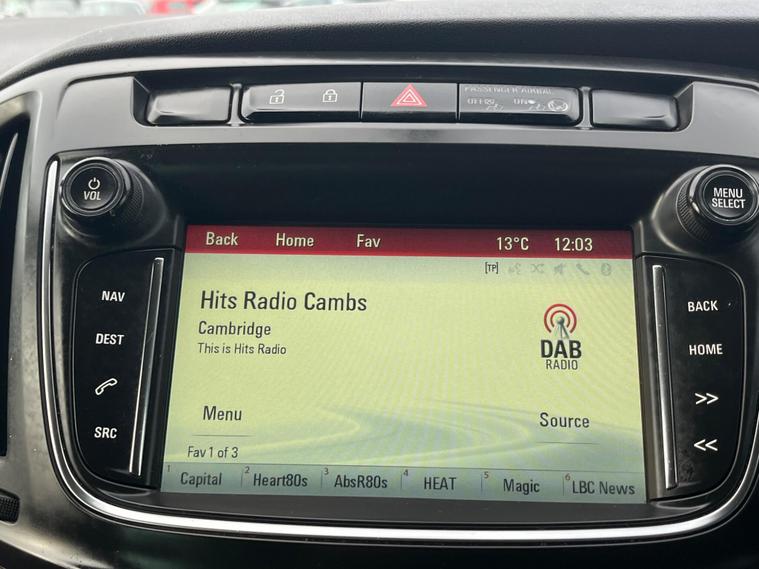 PASSENGER AIRBAG
VOL
MENU
SELECT
Back Home Fav 13°C 12:03
[TP]
NAV
DEST
SRC
Hits Radio Cambs
Cambridge
This is Hits Radio
DAB
RADIO
Menu
Source
Fav 1 of 3
1 Capital 2 Heart80s 3 AbsR80s 4 HEAT 5 Magic 6 LBC News
BACK
HOME
>>
<<